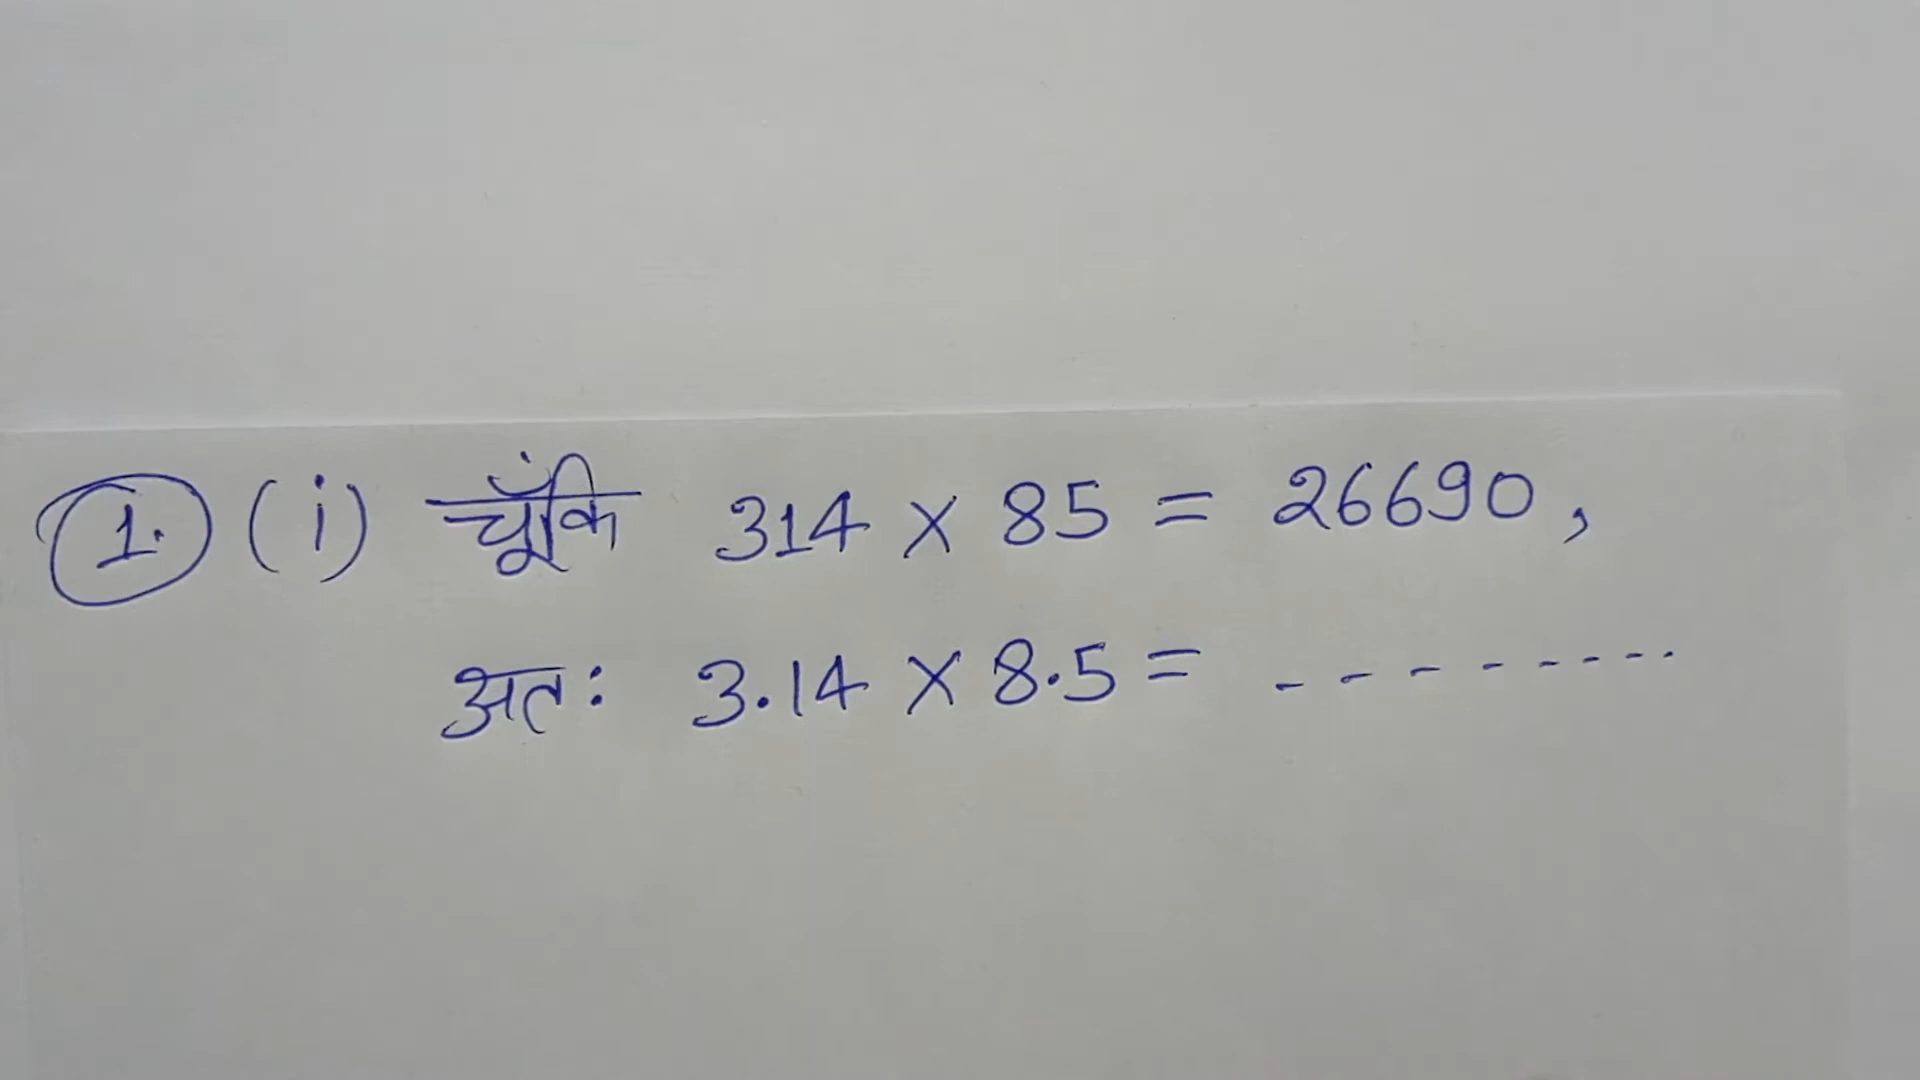 1. (i) चूँकि 314 × 85 = 26690,
अतः 3.14 × 8.5 = ---------